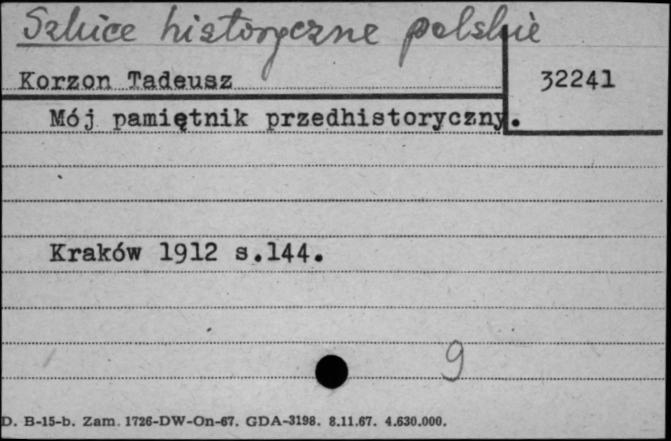 Szkice historyczne polskie
Korzon Tadeusz
32241
Mój pamiętnik przedhistoryczny.
Kraków 1912 s.144.
9
D. B-15-b. Zam. 1726-DW-On-67. GDA-3198. 8.11.67. 4.630.000.